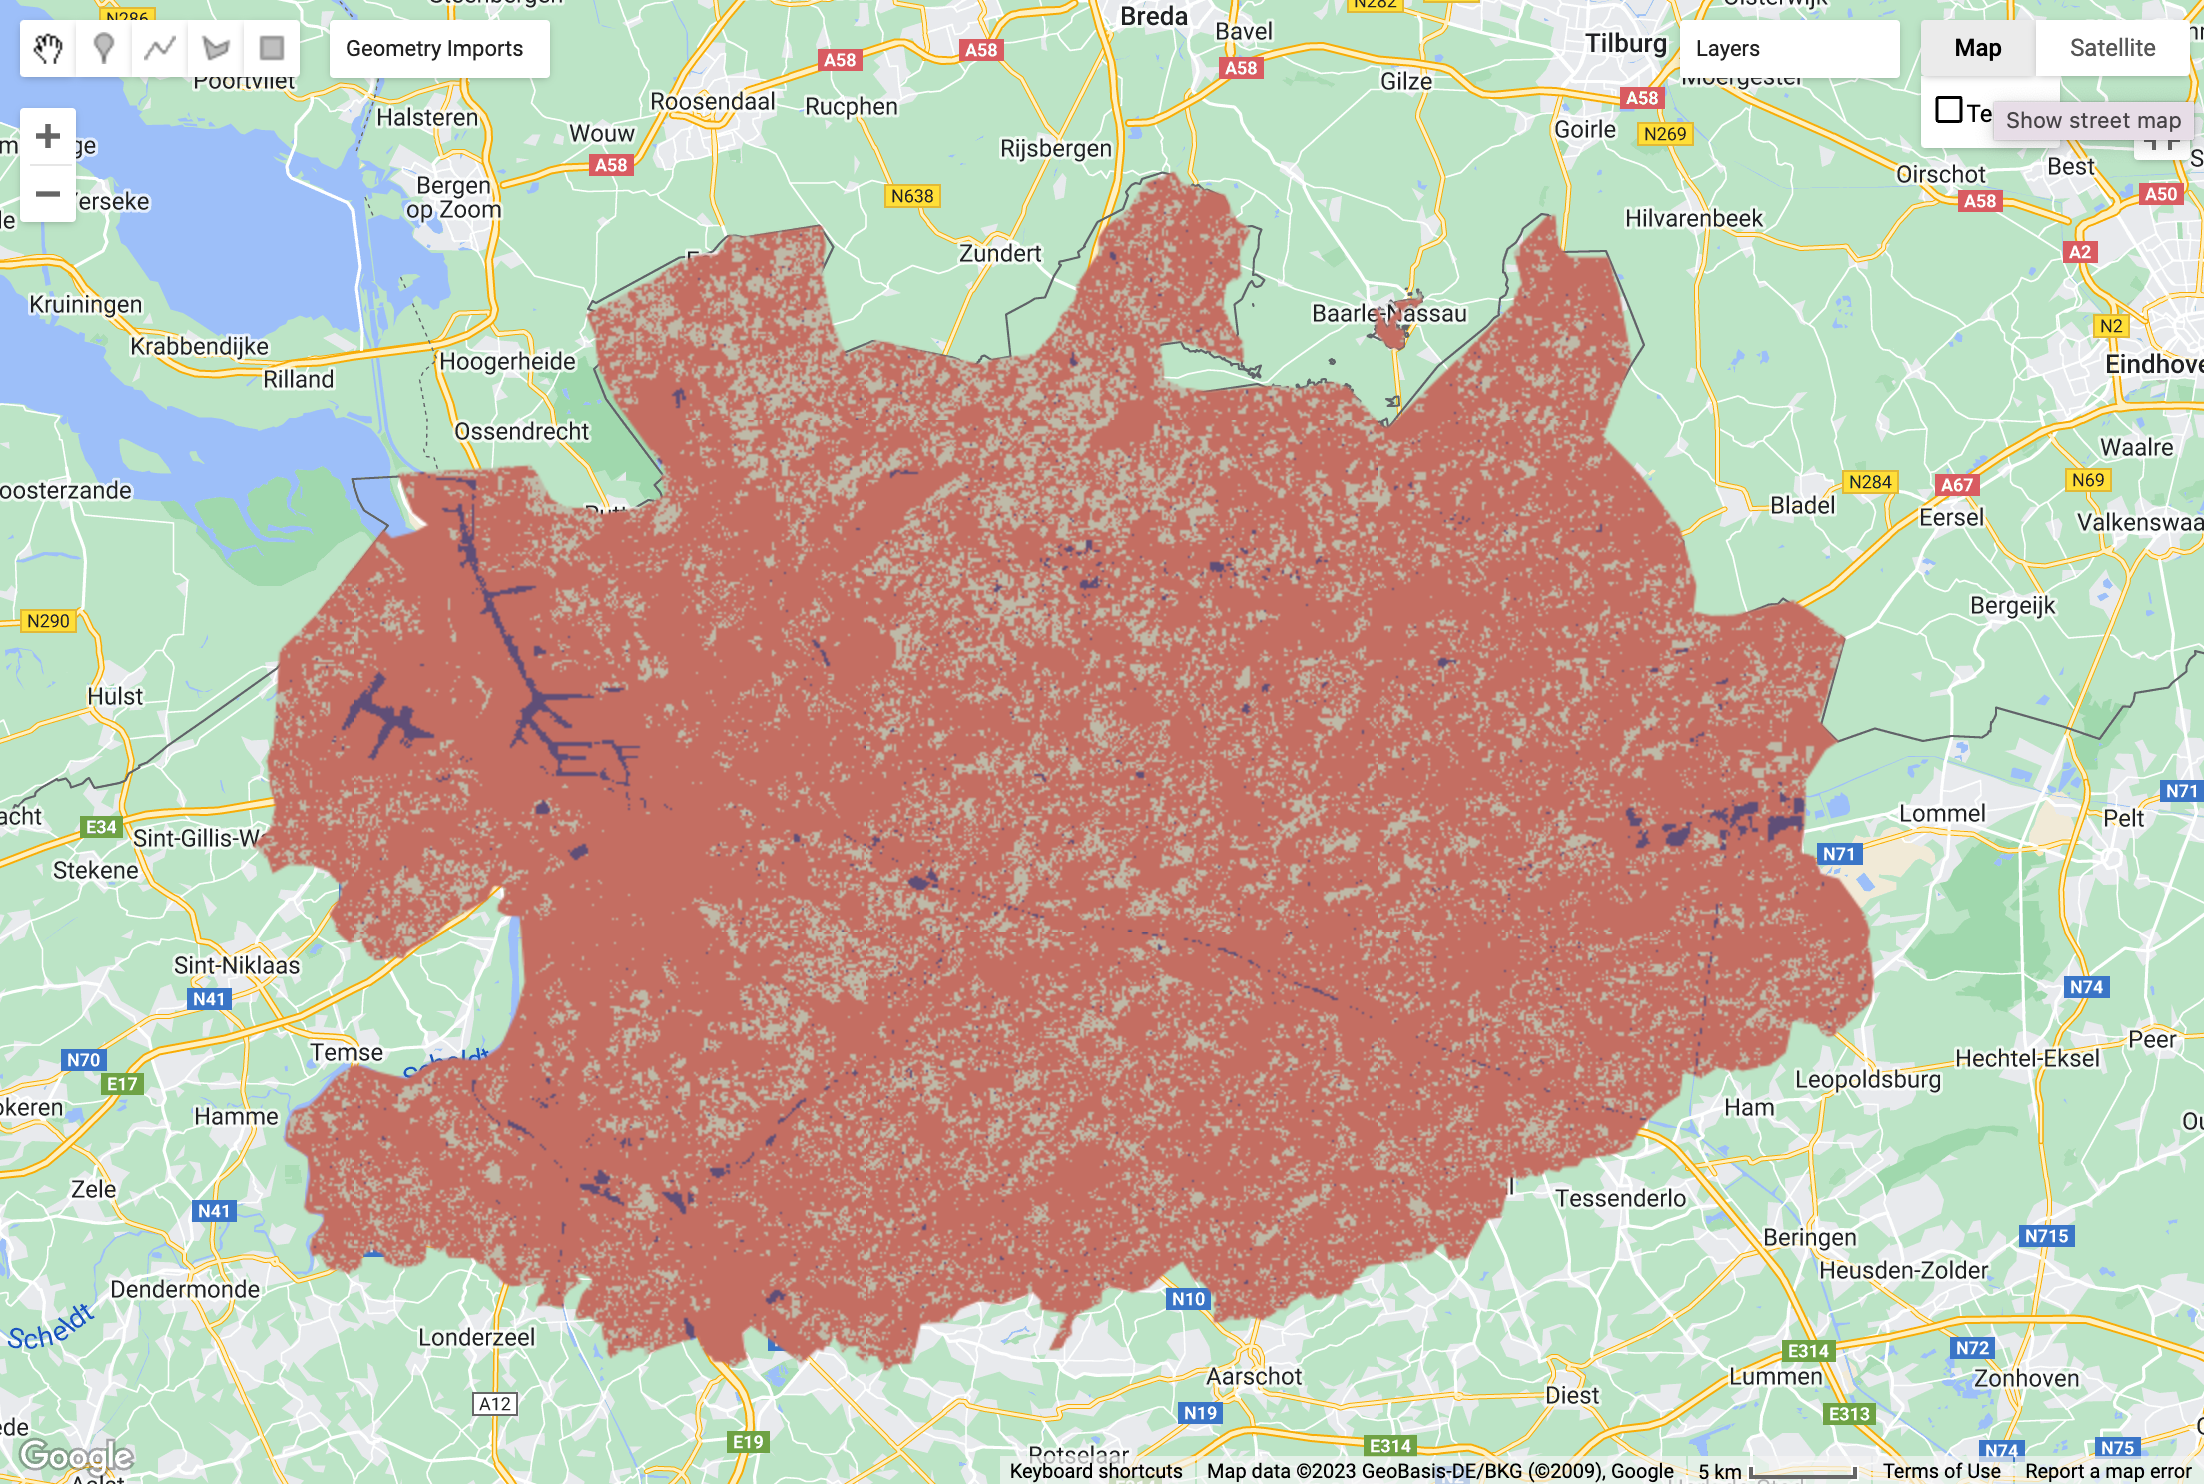 N286
N282
Breda
Bavel
Tilburg
Geometry Imports
Layers
Map
Satellite
A58
A58
A58
Gilze
Poortvliet
Moergestel
Te
Show street map
A58
Halsteren
Roosendaal
Rucphen
Wouw
Goirle
N269
Rijsbergen
A58
Best
Bergen
op Zoom
Oirschot
N638
A58
A50
Hilvarenbeek
Zundert
A2
Kruiningen
Baarle-Nassau
N2
Krabbendijke
Hoogerheide
Eindhove
Rilland
Ossendrecht
Waalre
oosterzande
N284
A67
N69
Bladel
Eersel
Valkenswaa
N290
Bergeijk
Hulst
N71
Lommel
Pelt
acht
E34
Sint-Gillis-W
N71
Stekene
Sint-Niklaas
N41
N74
Temse
Scheldt
N70
Peer
Hechtel-Eksel
E17
Leopoldsburg
okeren
Hamme
Ham
Zele
Tessenderlo
N41
Beringen
N715
Heusden-Zolder
Dendermonde
N10
Scheldt
Londerzeel
E314
N72
Aarschot
Lummen
Zonhoven
A12
Diest
N19
E313
E19
E314
N74
N75
Rotselaar
Google
Keyboard shortcuts
Map data ©2023 GeoBasis-DE/BKG (©2009), Google
5 km
Terms of Use
Report a map error